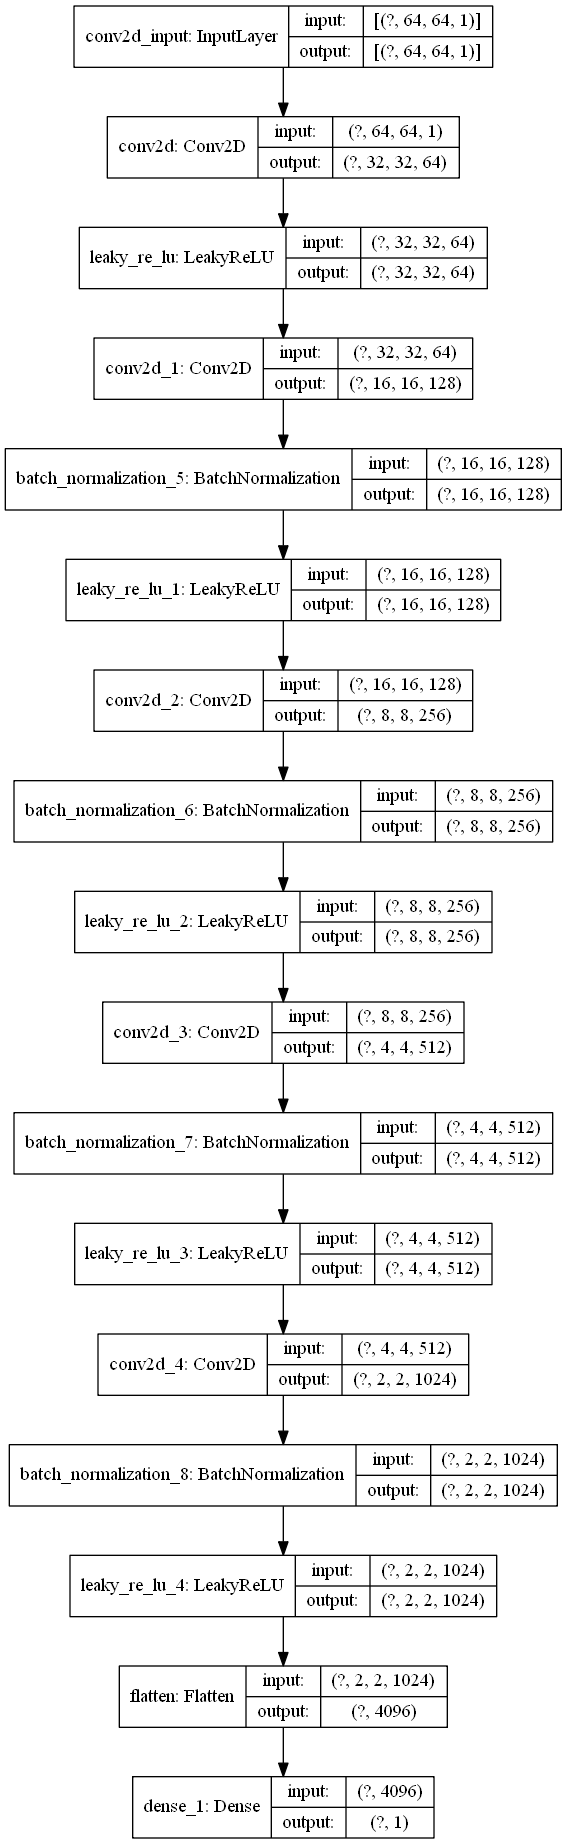 conv2d_input: InputLayer
input: [(?, 64, 64, 1)]
output: [(?, 64, 64, 1)]
conv2d: Conv2D
input: (?, 64, 64, 1)
output: (?, 32, 32, 64)
leaky_re_lu: LeakyReLU
input: (?, 32, 32, 64)
output: (?, 32, 32, 64)
conv2d_1: Conv2D
input: (?, 32, 32, 64)
output: (?, 16, 16, 128)
batch_normalization_5: BatchNormalization
input: (?, 16, 16, 128)
output: (?, 16, 16, 128)
leaky_re_lu_1: LeakyReLU
input: (?, 16, 16, 128)
output: (?, 16, 16, 128)
conv2d_2: Conv2D
input: (?, 16, 16, 128)
output: (?, 8, 8, 256)
batch_normalization_6: BatchNormalization
input: (?, 8, 8, 256)
output: (?, 8, 8, 256)
leaky_re_lu_2: LeakyReLU
input: (?, 8, 8, 256)
output: (?, 8, 8, 256)
conv2d_3: Conv2D
input: (?, 8, 8, 256)
output: (?, 4, 4, 512)
batch_normalization_7: BatchNormalization
input: (?, 4, 4, 512)
output: (?, 4, 4, 512)
leaky_re_lu_3: LeakyReLU
input: (?, 4, 4, 512)
output: (?, 4, 4, 512)
conv2d_4: Conv2D
input: (?, 4, 4, 512)
output: (?, 2, 2, 1024)
batch_normalization_8: BatchNormalization
input: (?, 2, 2, 1024)
output: (?, 2, 2, 1024)
leaky_re_lu_4: LeakyReLU
input: (?, 2, 2, 1024)
output: (?, 2, 2, 1024)
flatten: Flatten
input: (?, 2, 2, 1024)
output: (?, 4096)
dense_1: Dense
input: (?, 4096)
output: (?, 1)